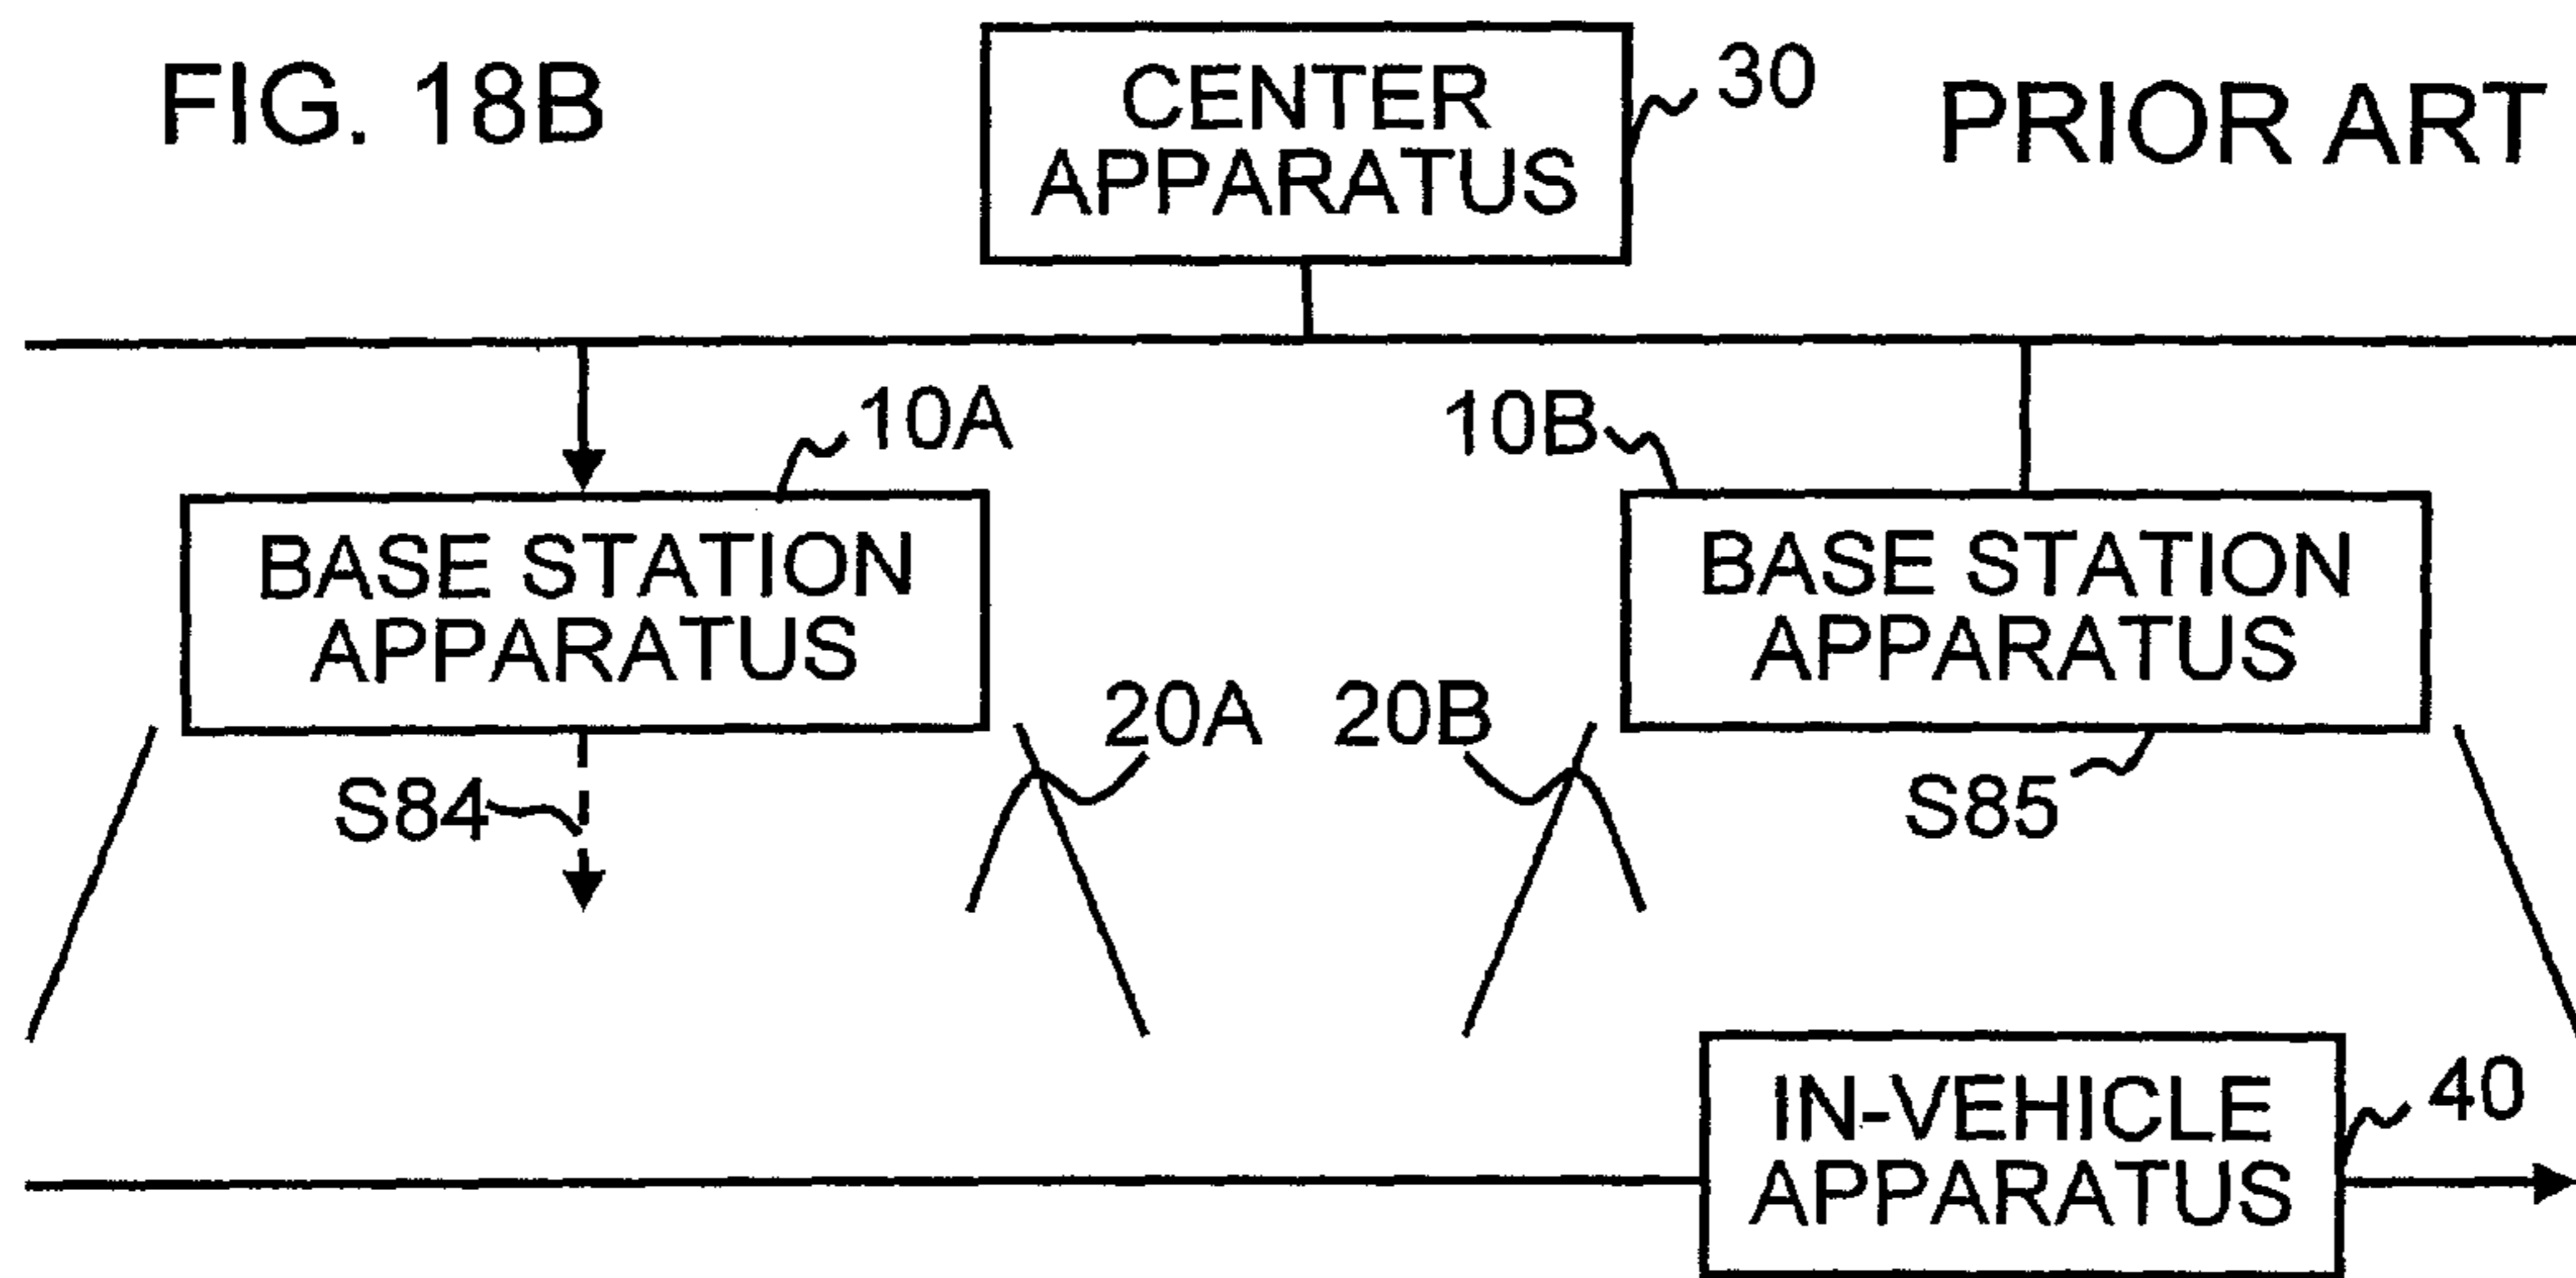 FIG. 18B
CENTER
APPARATUS
30
PRIOR ART
10A
10B
BASE STATION
APPARATUS
BASE STATION
APPARATUS
20A
20B
S84
S85
IN-VEHICLE
APPARATUS
40